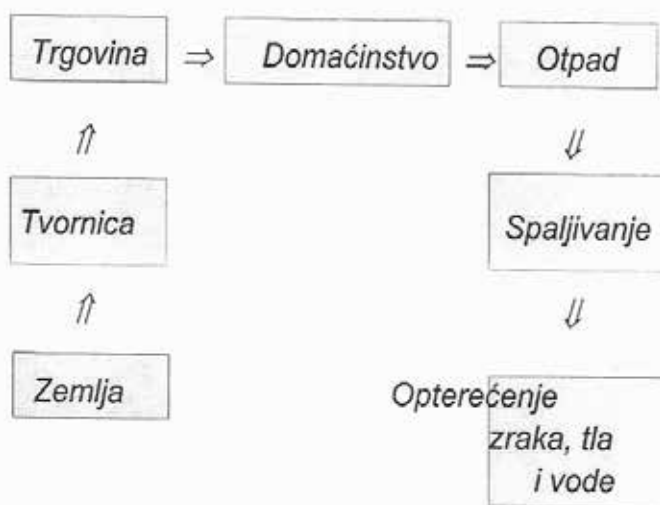 Trgovina ⇒ Domaćinstvo ⇒ Otpad
⇑ ⇓
Tvornica Spaljivanje
⇑ ⇓
Zemlja Opterećenje
zraka, tla
i vode